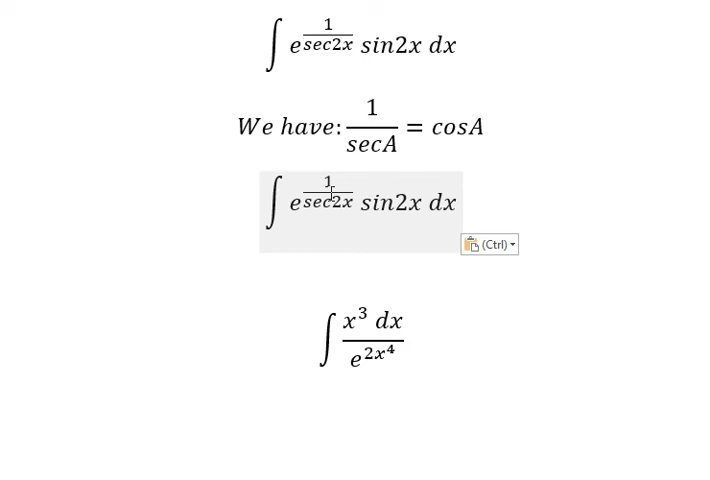 ∫ e^(1/sec2x) sin2x dx
We have: 1/secA = cosA
∫ e^(1/sec2x) sin2x dx
(Ctrl)
∫ x³ dx / e^(2x⁴)